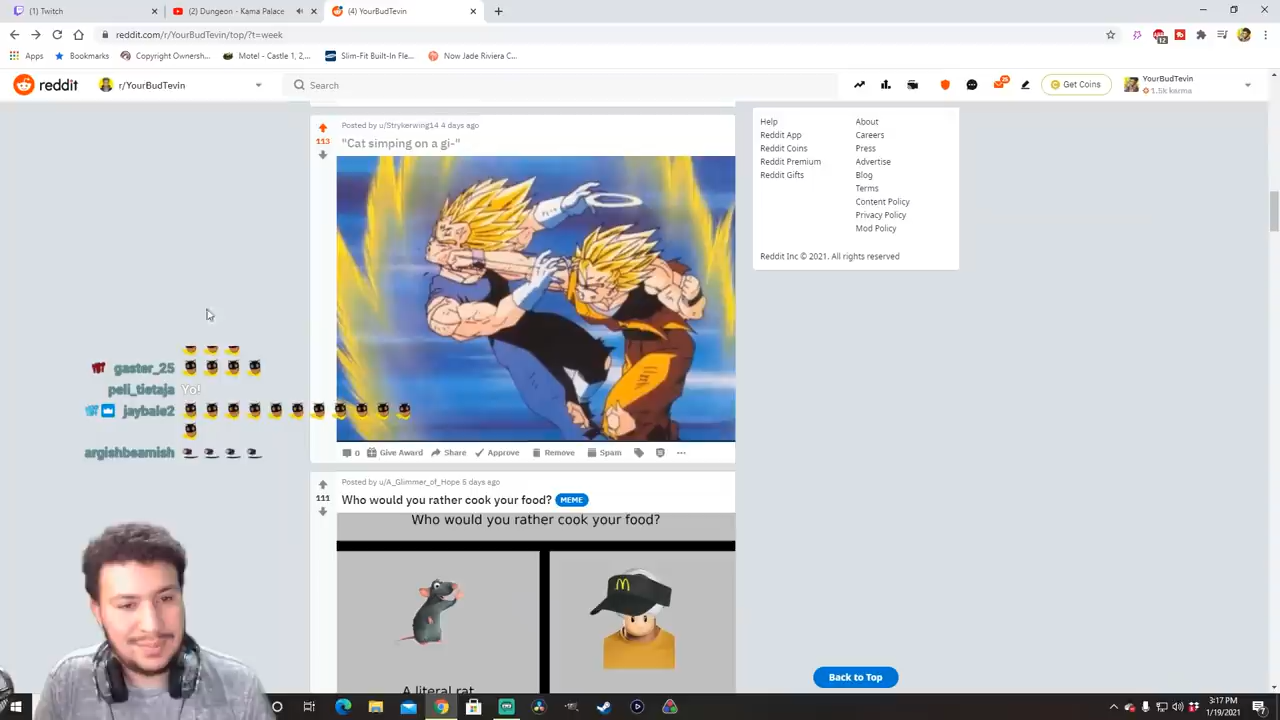 (1) Twitch
(2) Dungeon - Kama Palace
(4) YourBudTevin
reddit.com/r/YourBudTevin/top/?t=week
12
Apps
Bookmarks
Copyright Ownersh...
Motel - Castle 1, 2,...
Slim-Fit Built-In Fle...
Now Jade Riviera C...
reddit
r/YourBudTevin
Search
Get Coins
YourBudTevin
1.5k karma
Posted by u/Strykerwing14 4 days ago
113
"Cat simping on a gi-"
Help
About
Reddit App
Careers
Reddit Coins
Press
Reddit Premium
Advertise
Reddit Gifts
Blog
Terms
Content Policy
Privacy Policy
Mod Policy
Reddit Inc © 2021. All rights reserved
gaster_25
peli_tietaja Yo!
jaybale2
argishbeamish
0
Give Award
Share
Approve
Remove
Spam
Posted by u/A_Glimmer_of_Hope 5 days ago
111
Who would you rather cook your food?
MEME
Who would you rather cook your food?
A literal rat
Back to Top
3:17 PM
1/19/2021